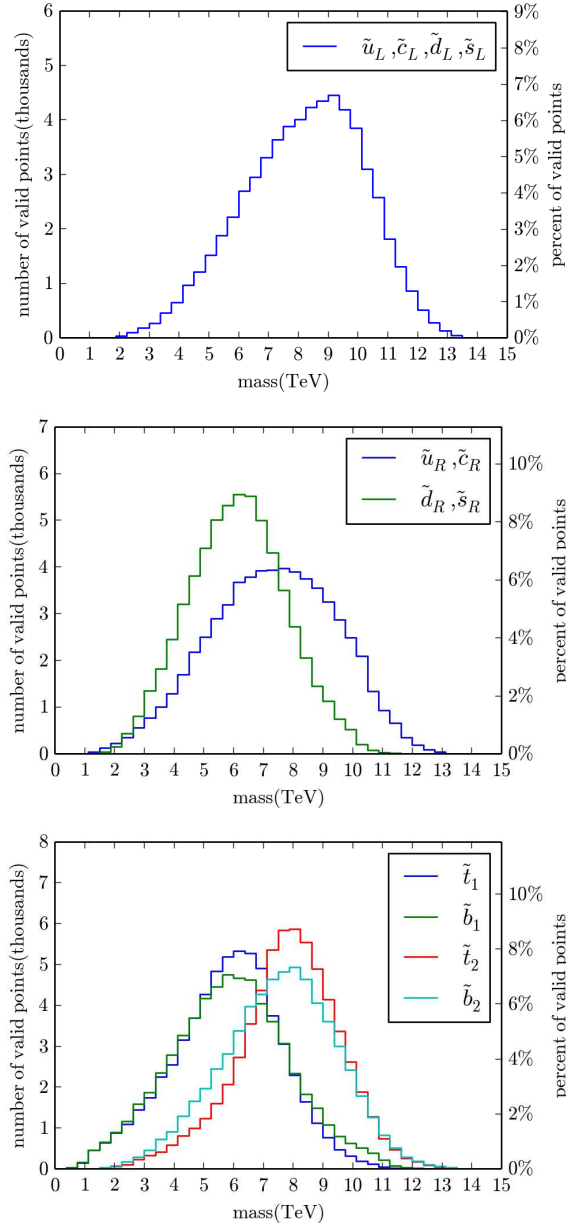 number of valid points(thousands)
6
5
4
3
2
1
0
ũ_L ,c̃_L ,d̃_L ,s̃_L
9%
8%
7%
6%
5%
4%
3%
2%
1%
0%
percent of valid points
0 1 2 3 4 5 6 7 8 9 10 11 12 13 14 15
mass(TeV)
number of valid points(thousands)
7
6
5
4
3
2
1
0
ũ_R ,c̃_R
d̃_R ,s̃_R
10%
8%
6%
4%
2%
0%
percent of valid points
0 1 2 3 4 5 6 7 8 9 10 11 12 13 14 15
mass(TeV)
number of valid points(thousands)
8
7
6
5
4
3
2
1
0
t̃_1
b̃_1
t̃_2
b̃_2
10%
8%
6%
4%
2%
0%
percent of valid points
0 1 2 3 4 5 6 7 8 9 10 11 12 13 14 15
mass(TeV)